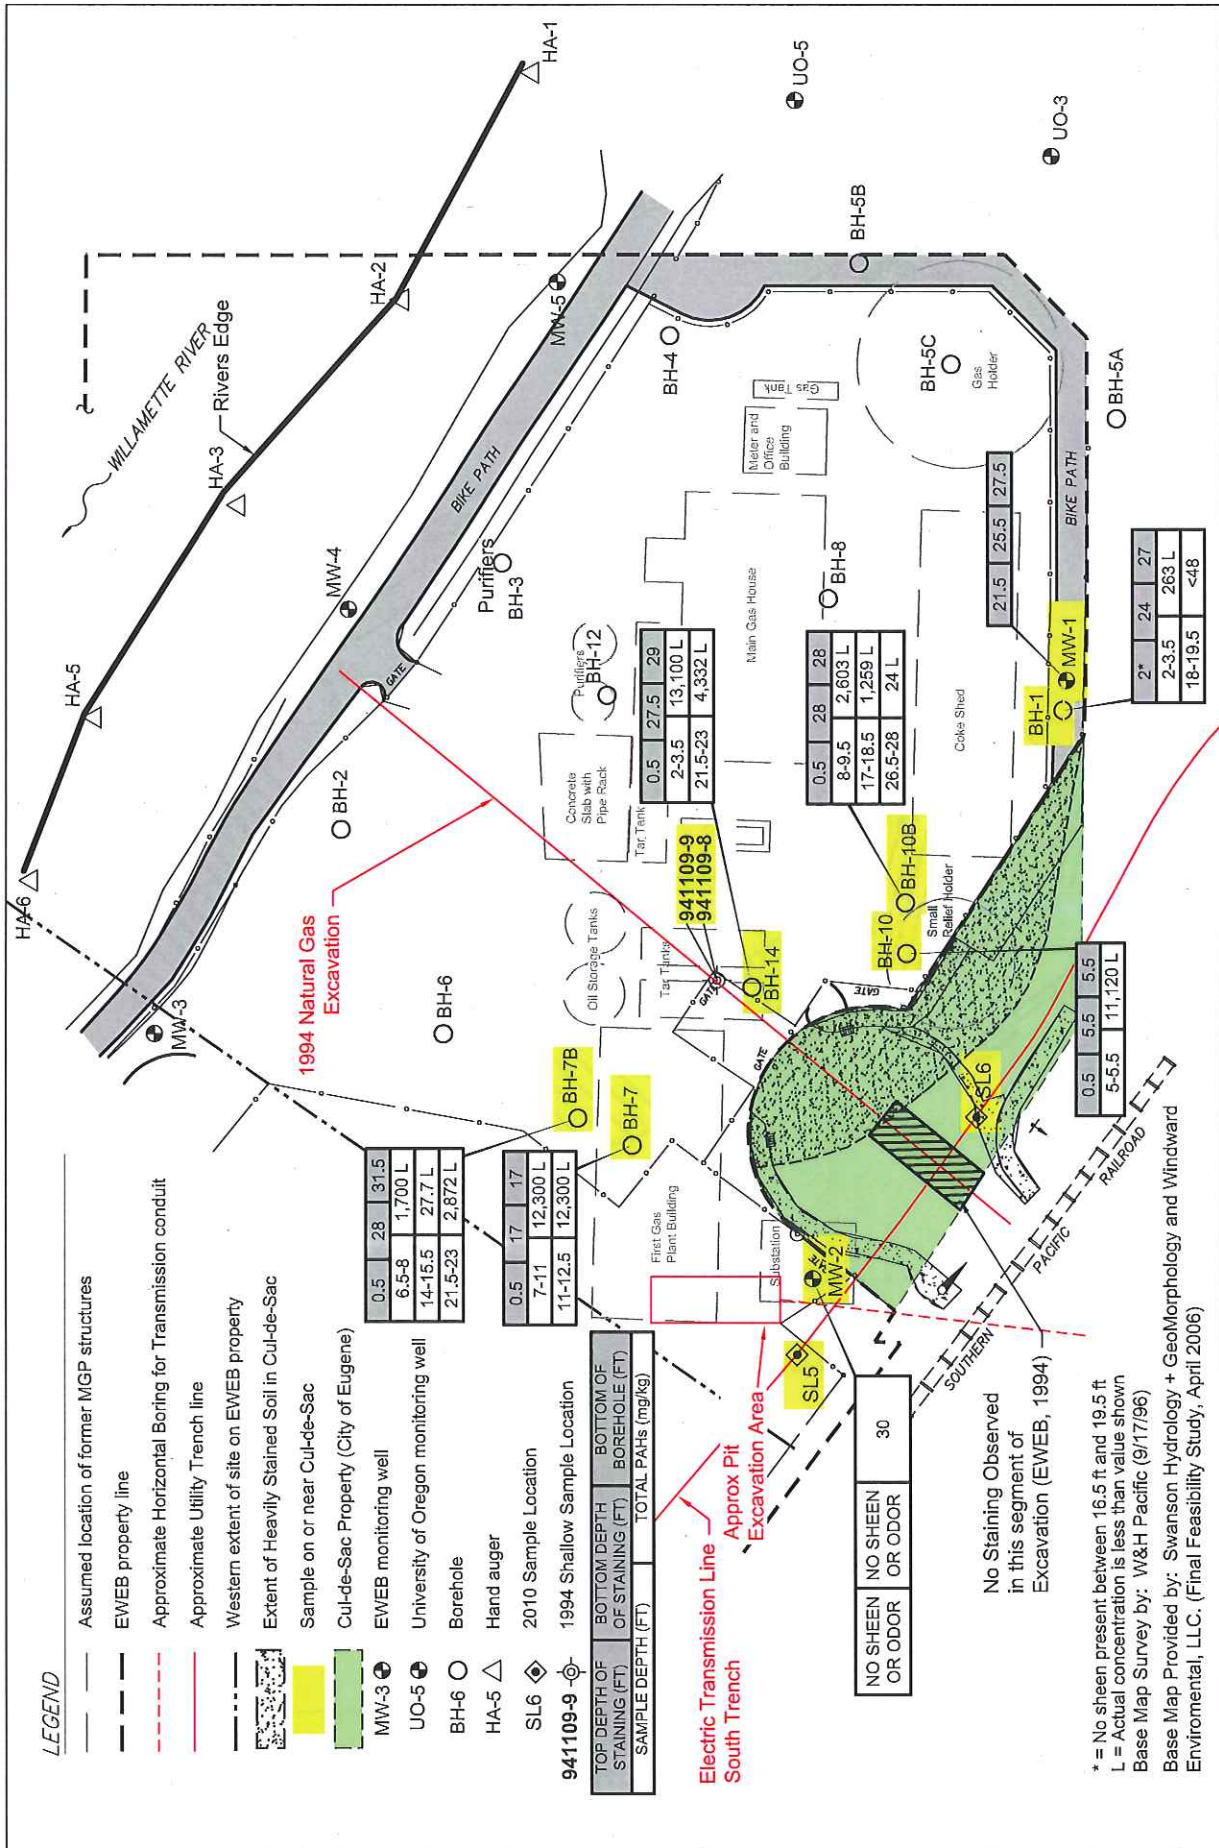 LEGEND
Assumed location of former MGP structures
EWEB property line
Approximate Horizontal Boring for Transmission conduit
Approximate Utility Trench line
Western extent of site on EWEB property
Extent of Heavily Stained Soil in Cul-de-Sac
Sample on or near Cul-de-Sac
Cul-de-Sac Property (City of Eugene)
MW-3 EWEB monitoring well
UO-5 University of Oregon monitoring well
BH-6 Borehole
HA-5 Hand auger
SL6 2010 Sample Location
941109-9 1994 Shallow Sample Location
TOP DEPTH OF STAINING (FT) BOTTOM DEPTH OF STAINING (FT) BOTTOM OF BOREHOLE (FT)
SAMPLE DEPTH (FT) TOTAL PAHs (mg/kg)
Electric Transmission Line
South Trench
Approx Pit
Excavation Area
NO SHEEN OR ODOR NO SHEEN OR ODOR 30
No Staining Observed
in this segment of
Excavation (EWEB, 1994)
* = No sheen present between 16.5 ft and 19.5 ft
L = Actual concentration is less than value shown
Base Map Survey by: W&H Pacific (9/17/96)
Base Map Provided by: Swanson Hydrology + GeoMorphology and Windward
Environmental, LLC. (Final Feasibility Study, April 2006)
HA-6
HA-5
HA-3
HA-2
HA-1
WILLAMETTE RIVER
Rivers Edge
MW-3
MW-4
MW-5
BIKE PATH
UO-5
UO-3
1994 Natural Gas
Excavation
BH-2
BH-6
GATE
Purifiers
BH-3
BH-4
BH-5B
0.5 28 31.5
6.5-8 1,700 L
14-15.5 27.7 L
21.5-23 2,872 L
BH-7B
0.5 17 17
7-11 12,300 L
11-12.5 12,300 L
BH-7
First Gas
Plant Building
Oil Storage Tanks
Tar Tanks
Concrete
Slab with
Pipe Rack
Tar Tank
Purifiers
BH-12
0.5 27.5 29
2-3.5 13,100 L
21.5-23 4,332 L
941109-9
941109-8
GATE
BH-14
Main Gas House
Meter and
Office
Building
Gas Tank
BH-8
BH-5C
Gas
Holder
0.5 28 28
8-9.5 2,603 L
17-18.5 1,259 L
26.5-28 24 L
BH-10
BH-10B
Small
Relief Holder
Coke Shed
GATE
GATE
Substation
GATE
MW-2
SL5
SL6
0.5 5.5 5.5
5-5.5 11,120 L
21.5 25.5 27.5
BH-1
MW-1
BIKE PATH
BH-5A
2* 24 27
2-3.5 263 L
18-19.5 <48
SOUTHERN
PACIFIC
RAILROAD